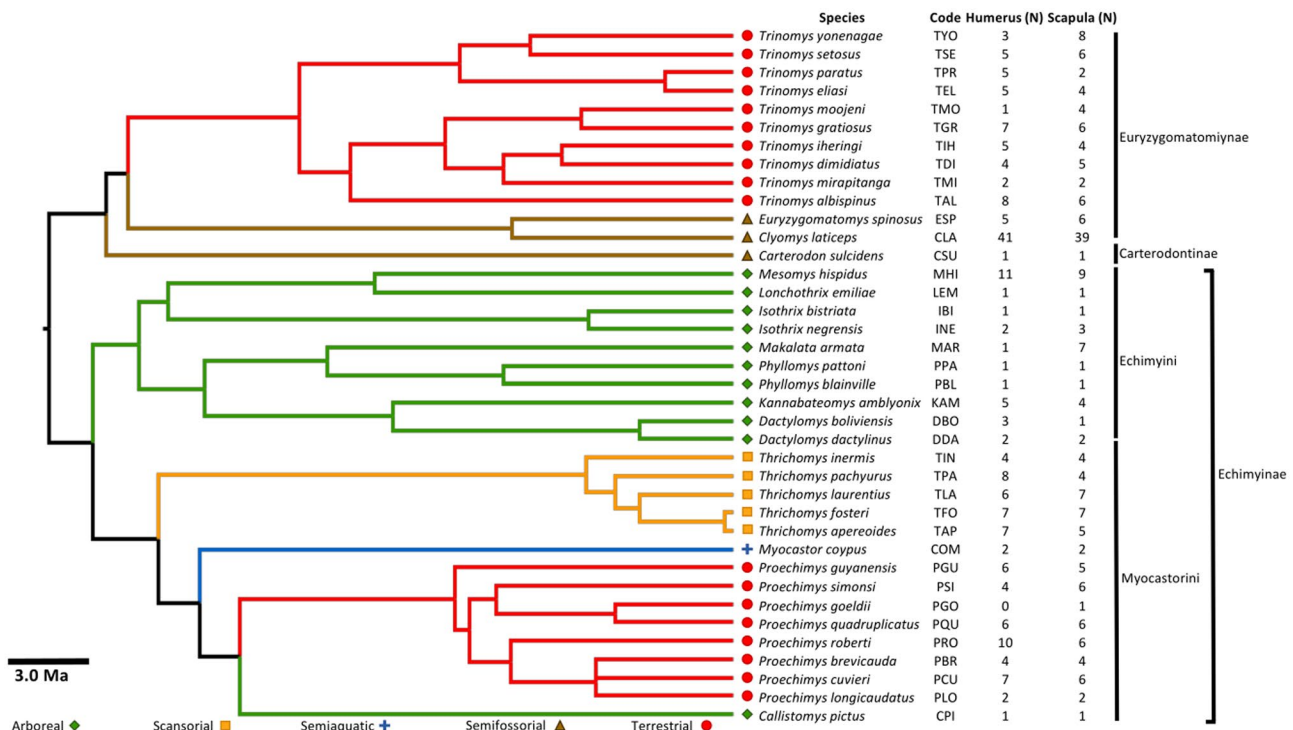 Species Code Humerus (N) Scapula (N)
Trinomys yonenagae TYO 3 8
Trinomys setosus TSE 5 6
Trinomys paratus TPR 5 2
Trinomys eliasi TEL 5 4
Trinomys moojeni TMO 1 4
Trinomys gratiosus TGR 7 6
Euryzygomatomiynae
Trinomys iheringi TIH 5 4
Trinomys dimidiatus TDI 4 5
Trinomys mirapitanga TMI 2 2
Trinomys albispinus TAL 8 6
Euryzygomatomys spinosus ESP 5 6
Clyomys laticeps CLA 41 39
Carterodon sulcidens CSU 1 1 Carterodontinae
Mesomys hispidus MHI 11 9
Lonchothrix emiliae LEM 1 1
Isothrix bistriata IBI 1 1
Isothrix negrensis INE 2 3
Makalata armata MAR 1 7
Phyllomys pattoni PPA 1 1 Echimyini
Phyllomys blainville PBL 1 1
Kannabateomys amblyonix KAM 5 4
Dactylomys boliviensis DBO 3 1
Dactylomys dactylinus DDA 2 2
Thrichomys inermis TIN 4 4
Thrichomys pachyurus TPA 8 4 Echimyinae
Thrichomys laurentius TLA 6 7
Thrichomys fosteri TFO 7 7
Thrichomys apereoides TAP 7 5
Myocastor coypus COM 2 2
Proechimys guyanensis PGU 6 5 Myocastorini
Proechimys simonsi PSI 4 6
Proechimys goeldii PGO 0 1
Proechimys quadruplicatus PQU 6 6
Proechimys roberti PRO 10 6
Proechimys brevicauda PBR 4 4
Proechimys cuvieri PCU 7 6
Proechimys longicaudatus PLO 2 2
Callistomys pictus CPI 1 1
3.0 Ma
Arboreal Scansorial Semiaquatic Semifossorial Terrestrial